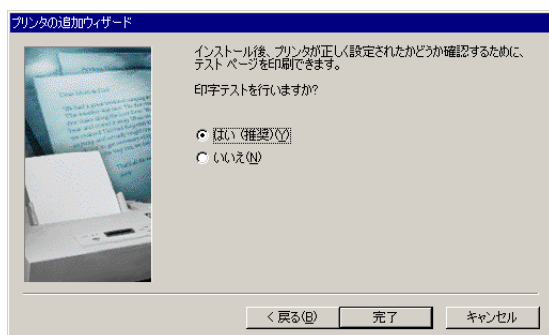 プリンタの追加ウィザード
インストール後、プリンタが正しく設定されたかどうか確認するために、
テスト ページを印刷できます。
印字テストを行いますか?
はい (推奨)(Y)
いいえ(N)
< 戻る(B)
完了
キャンセル